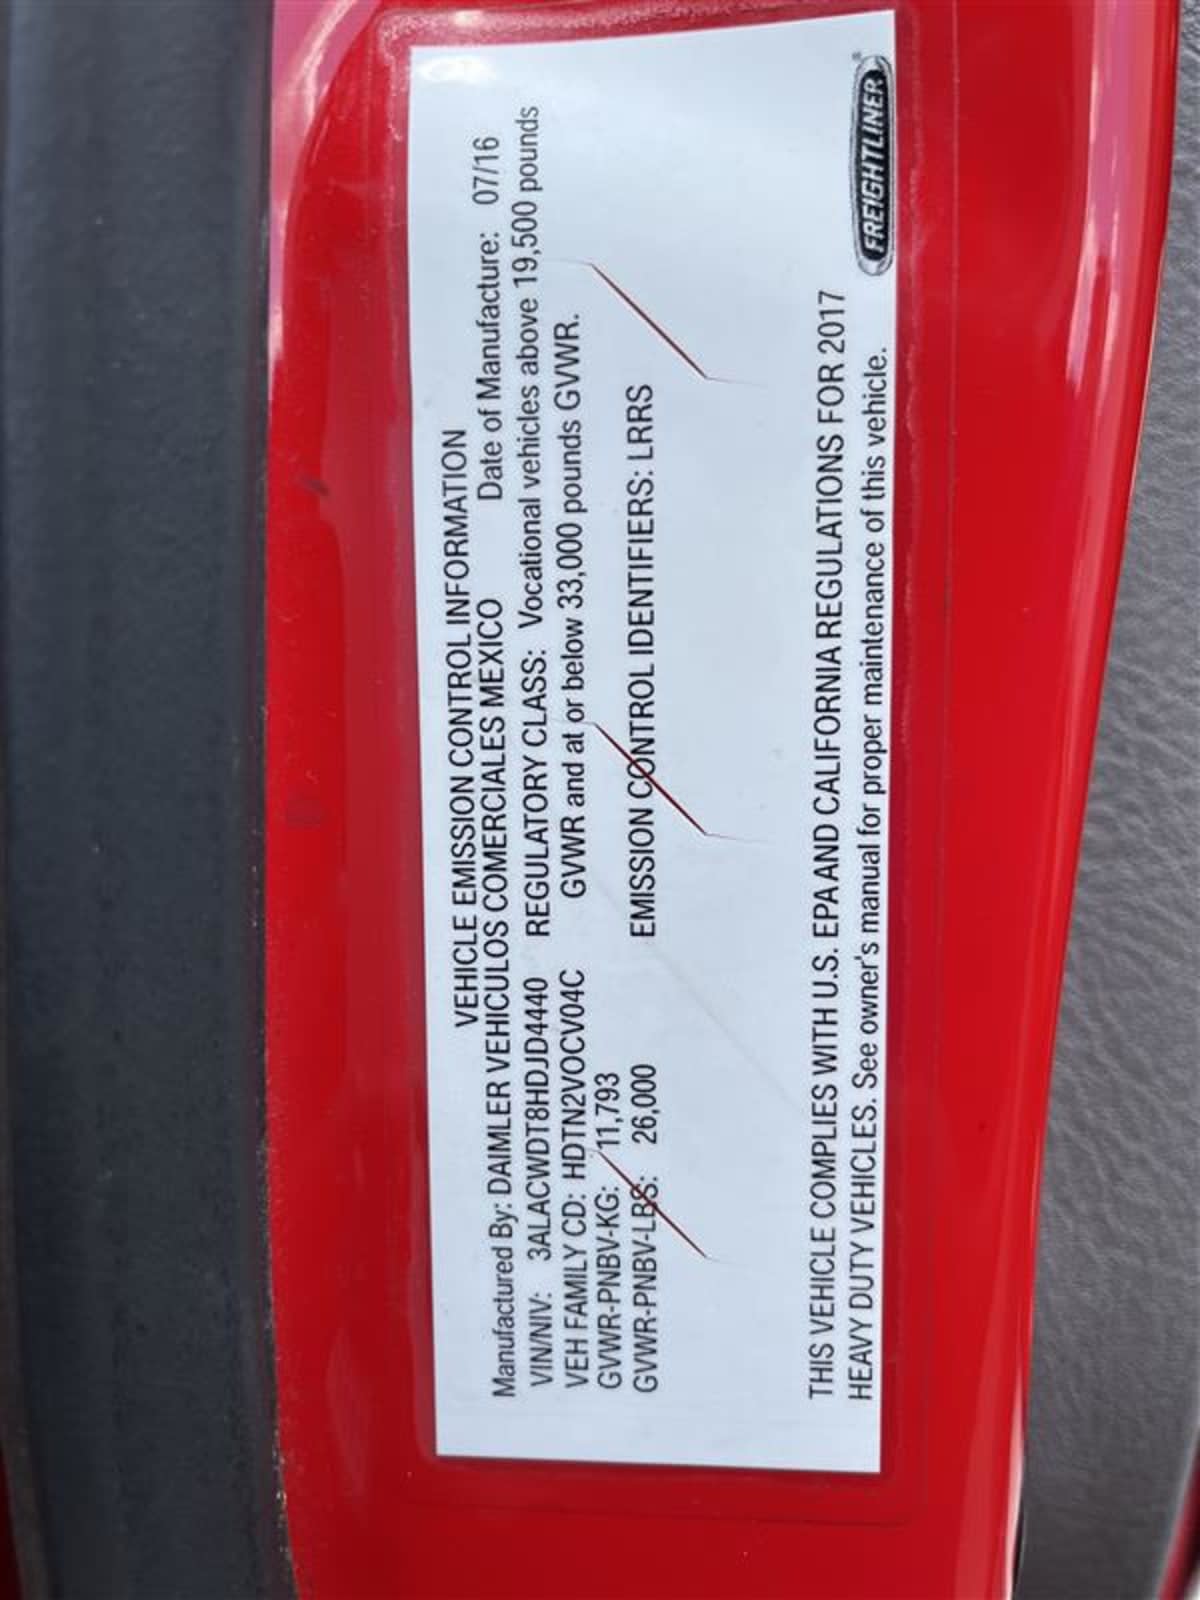 VEHICLE EMISSION CONTROL INFORMATION
Manufactured By: DAIMLER VEHICULOS COMERCIALES MEXICO Date of Manufacture: 07/16
VIN/NIV: 3ALACWDT8HDJD4440 REGULATORY CLASS: Vocational vehicles above 19,500 pounds
VEH FAMILY CD: HDTN2VOCV04C GVWR and at or below 33,000 pounds GVWR.
GVWR-PNBV-KG: 11,793
GVWR-PNBV-LBS: 26,000 EMISSION CONTROL IDENTIFIERS: LRRS
THIS VEHICLE COMPLIES WITH U.S. EPA AND CALIFORNIA REGULATIONS FOR 2017
HEAVY DUTY VEHICLES. See owner's manual for proper maintenance of this vehicle.
FREIGHTLINER®